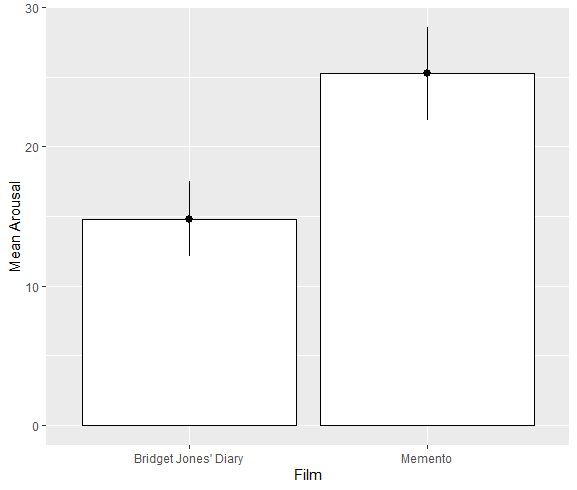 30
20
10
0
Mean Arousal
Bridget Jones' Diary
Memento
Film